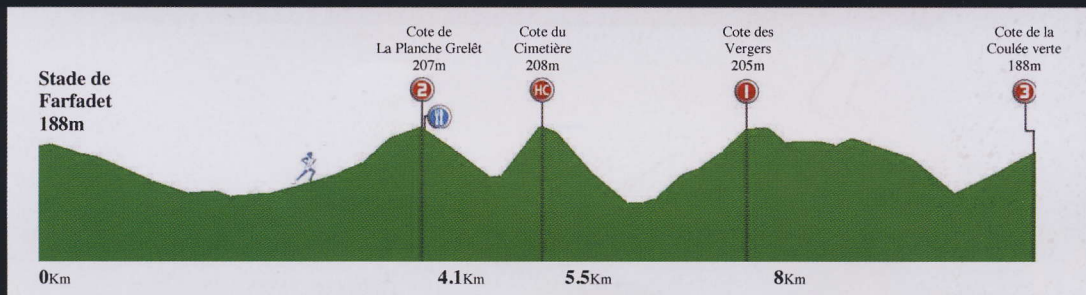 Cote de
La Planche Grelêt
207m
Cote du
Cimetière
208m
Cote des
Vergers
205m
Cote de la
Coulée verte
188m
Stade de
Farfadet
188m
2
HC
1
3
0Km
4.1Km
5.5Km
8Km